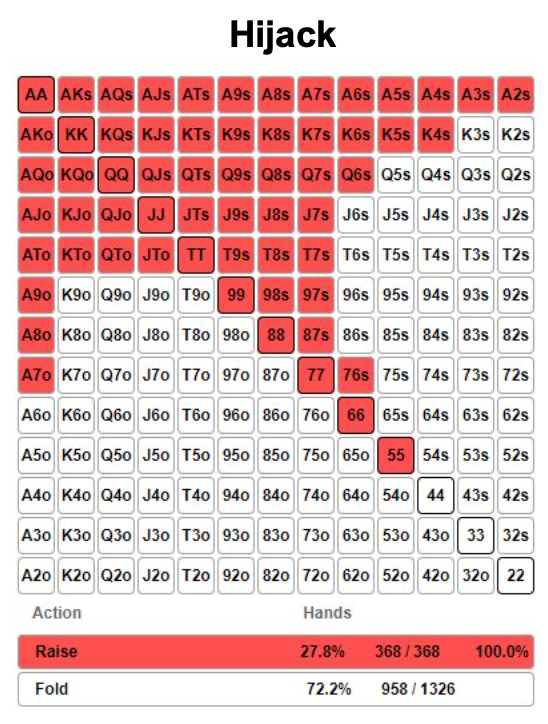 Hijack
AA AKs AQs AJs ATs A9s A8s A7s A6s A5s A4s A3s A2s
AKo KK KQs KJs KTs K9s K8s K7s K6s K5s K4s K3s K2s
AQo KQo QQ QJs QTs Q9s Q8s Q7s Q6s Q5s Q4s Q3s Q2s
AJo KJo QJo JJ JTs J9s J8s J7s J6s J5s J4s J3s J2s
ATo KTo QTo JTo TT T9s T8s T7s T6s T5s T4s T3s T2s
A9o K9o Q9o J9o T9o 99 98s 97s 96s 95s 94s 93s 92s
A8o K8o Q8o J8o T8o 98o 88 87s 86s 85s 84s 83s 82s
A7o K7o Q7o J7o T7o 97o 87o 77 76s 75s 74s 73s 72s
A6o K6o Q6o J6o T6o 96o 86o 76o 66 65s 64s 63s 62s
A5o K5o Q5o J5o T5o 95o 85o 75o 65o 55 54s 53s 52s
A4o K4o Q4o J4o T4o 94o 84o 74o 64o 54o 44 43s 42s
A3o K3o Q3o J3o T3o 93o 83o 73o 63o 53o 43o 33 32s
A2o K2o Q2o J2o T2o 92o 82o 72o 62o 52o 42o 32o 22
Action Hands
Raise 27.8% 368 / 368 100.0%
Fold 72.2% 958 / 1326